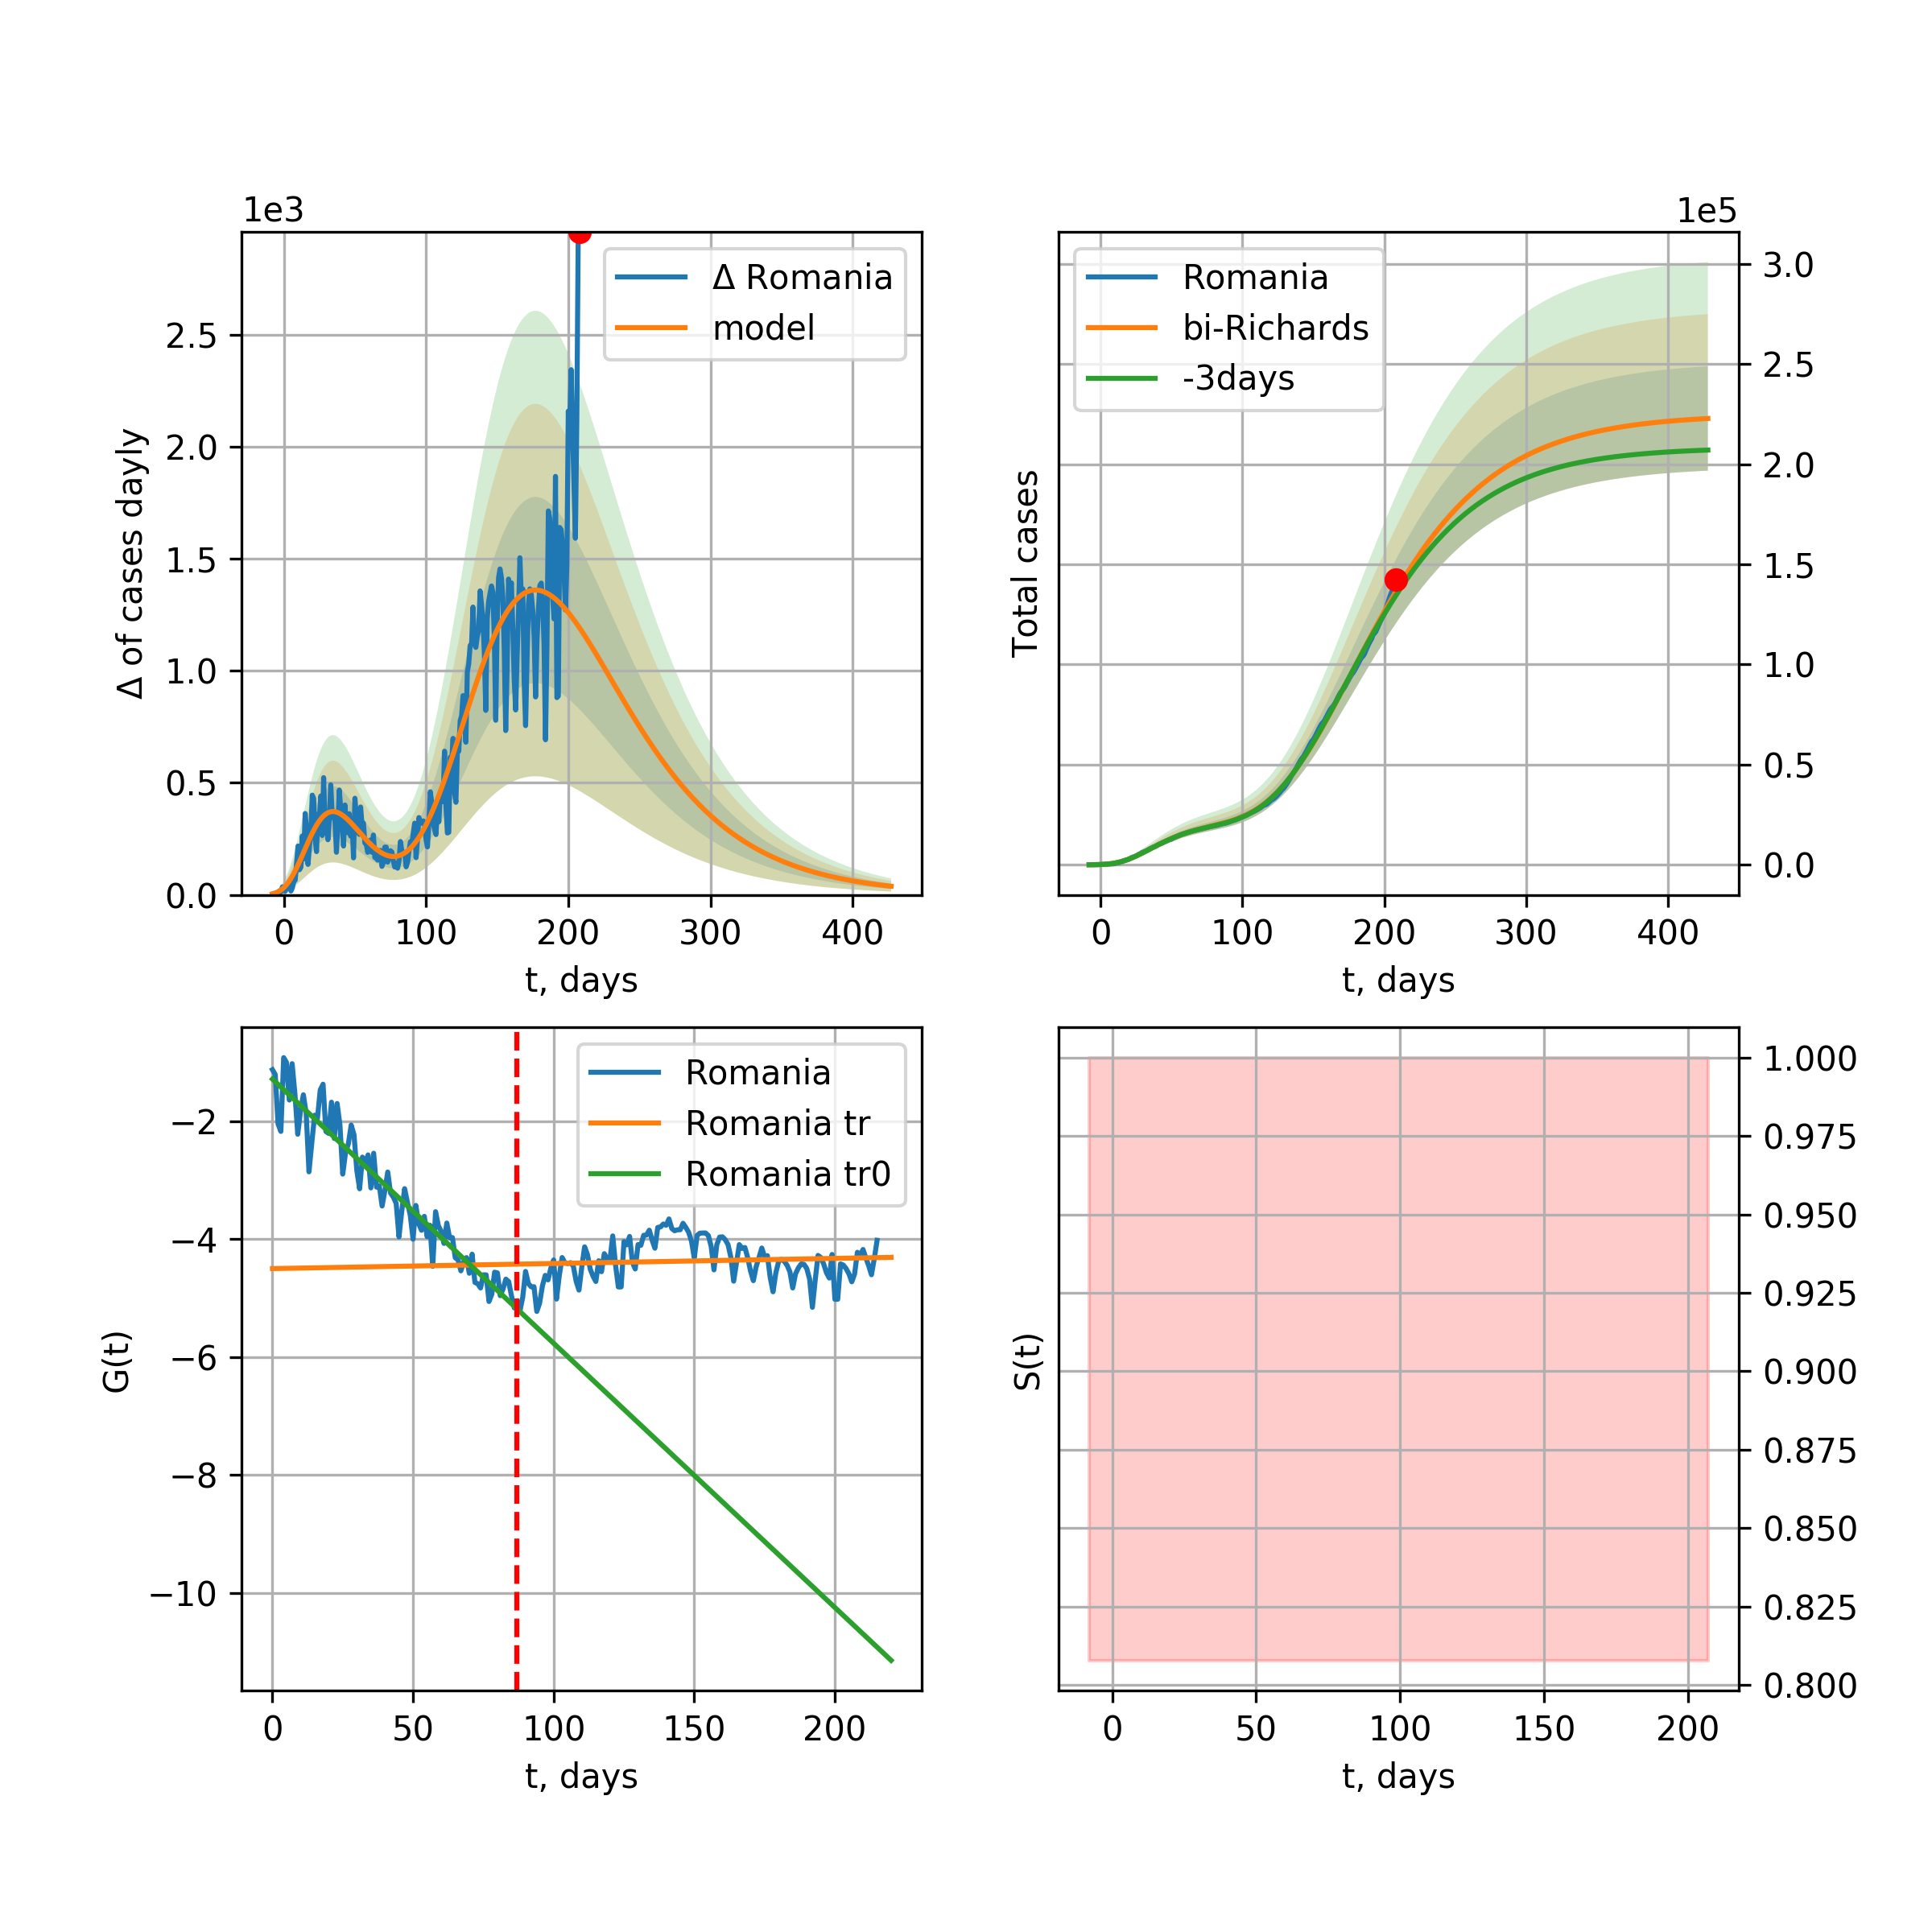 1e3
Δ of cases dayly
2.5
2.0
1.5
1.0
0.5
0.0
Δ Romania
model
0 100 200 300 400
t, days
1e5
Total cases
Romania
bi-Richards
-3days
3.0
2.5
2.0
1.5
1.0
0.5
0.0
0 100 200 300 400
t, days
G(t)
−2
−4
−6
−8
−10
Romania
Romania tr
Romania tr0
0 50 100 150 200
t, days
S(t)
1.000
0.975
0.950
0.925
0.900
0.875
0.850
0.825
0.800
0 50 100 150 200
t, days